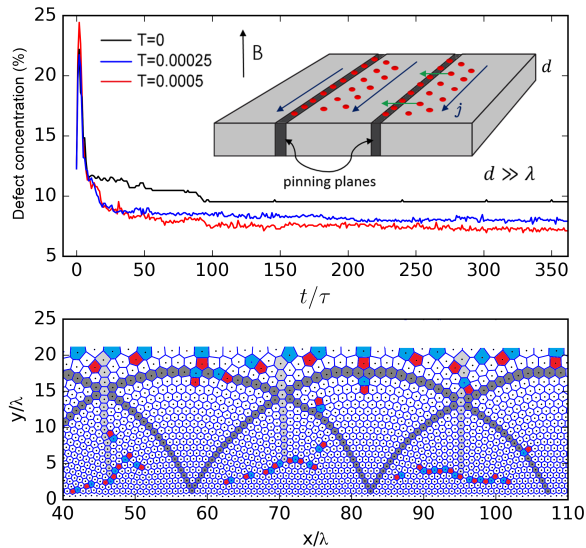 Defect concentration (%)
25
20
15
10
5
T=0
T=0.00025
T=0.0005
B
d
j
pinning planes
d ≫ λ
0 50 100 150 200 250 300 350
t/τ
y/λ
25
20
15
10
5
0
40 50 60 70 80 90 100 110
x/λ